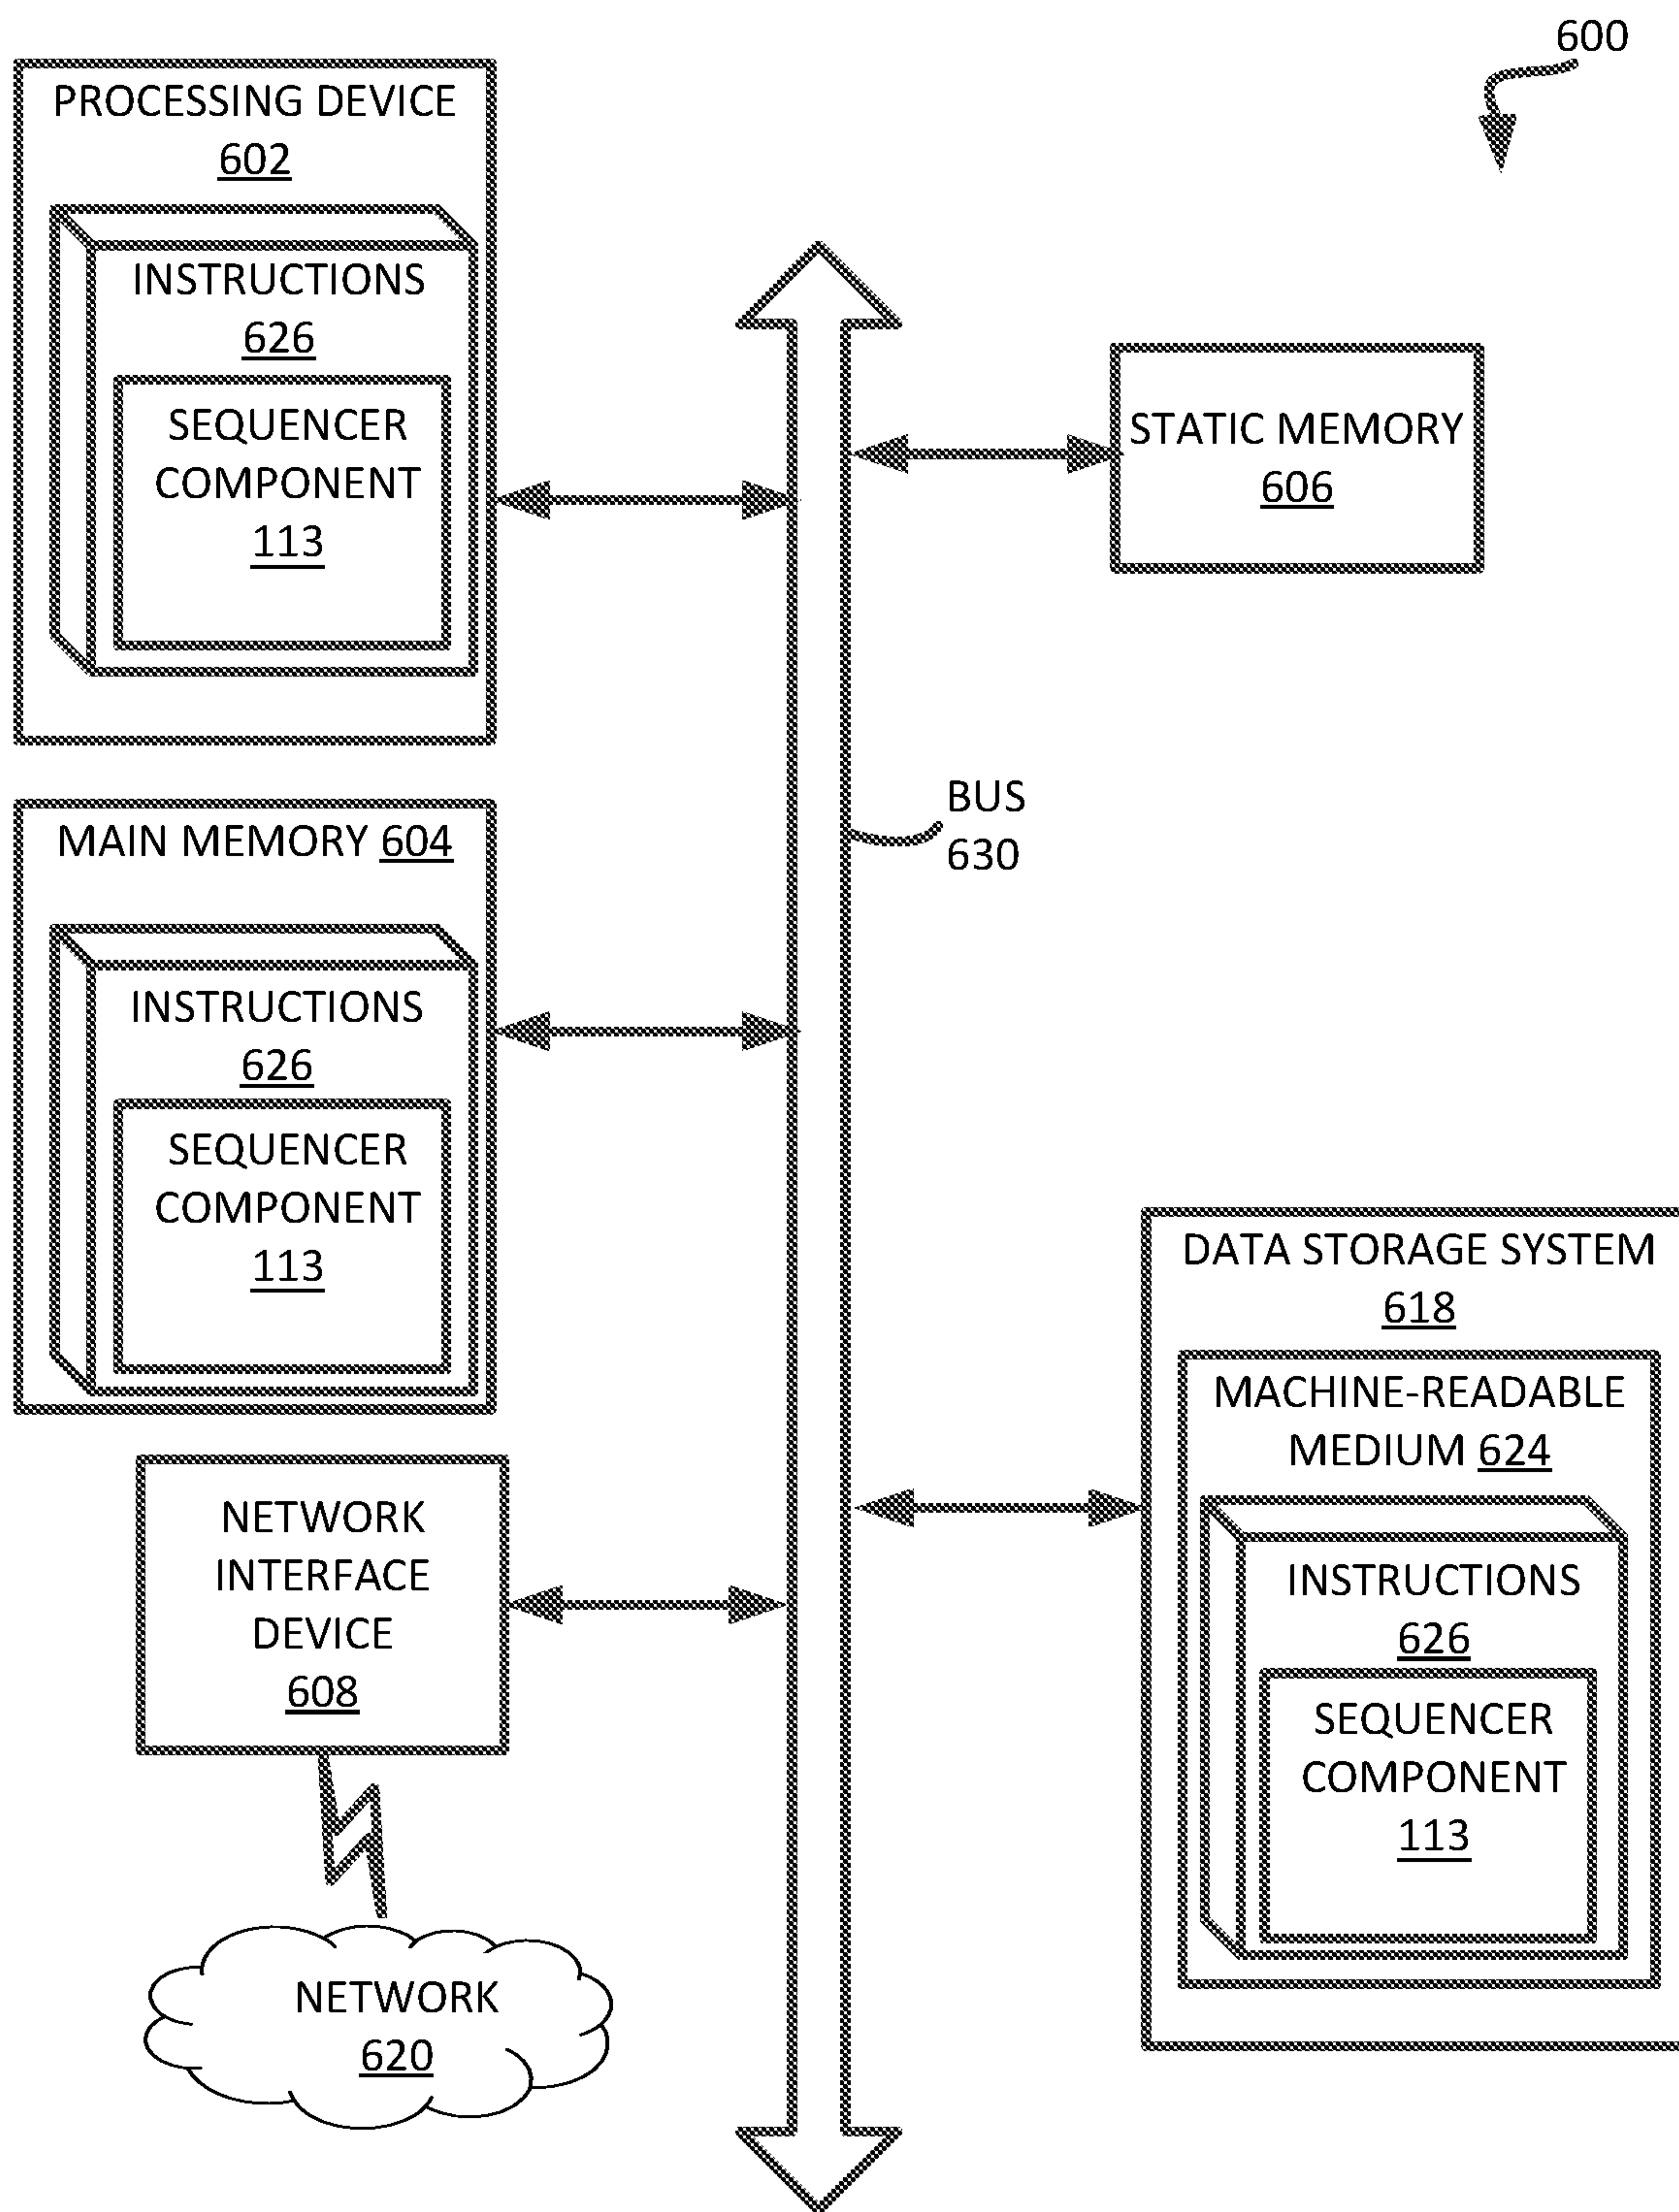 600
PROCESSING DEVICE
602
INSTRUCTIONS
626
SEQUENCER
COMPONENT
113
STATIC MEMORY
606
BUS
630
MAIN MEMORY 604
INSTRUCTIONS
626
SEQUENCER
COMPONENT
113
DATA STORAGE SYSTEM
618
MACHINE-READABLE
MEDIUM 624
INSTRUCTIONS
626
SEQUENCER
COMPONENT
113
NETWORK
INTERFACE
DEVICE
608
NETWORK
620